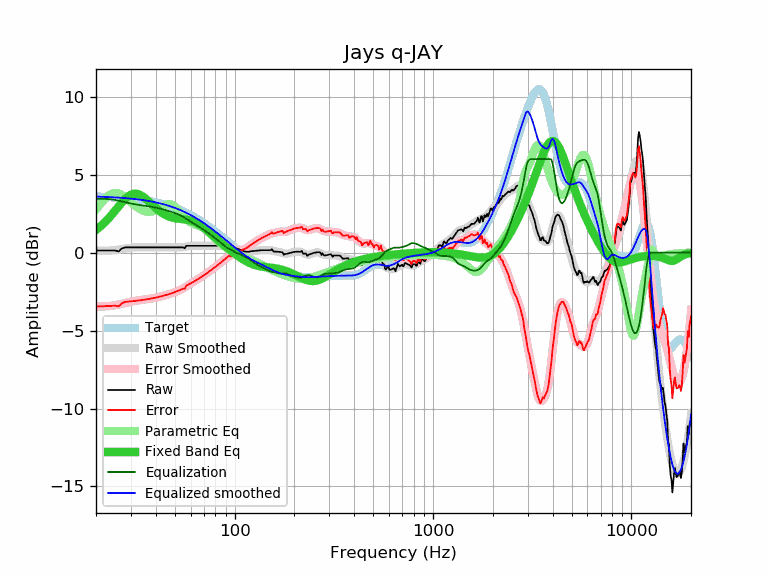 Jays q-JAY
10
5
0
−5
−10
−15
Amplitude (dBr)
Target
Raw Smoothed
Error Smoothed
Raw
Error
Parametric Eq
Fixed Band Eq
Equalization
Equalized smoothed
100
1000
10000
Frequency (Hz)